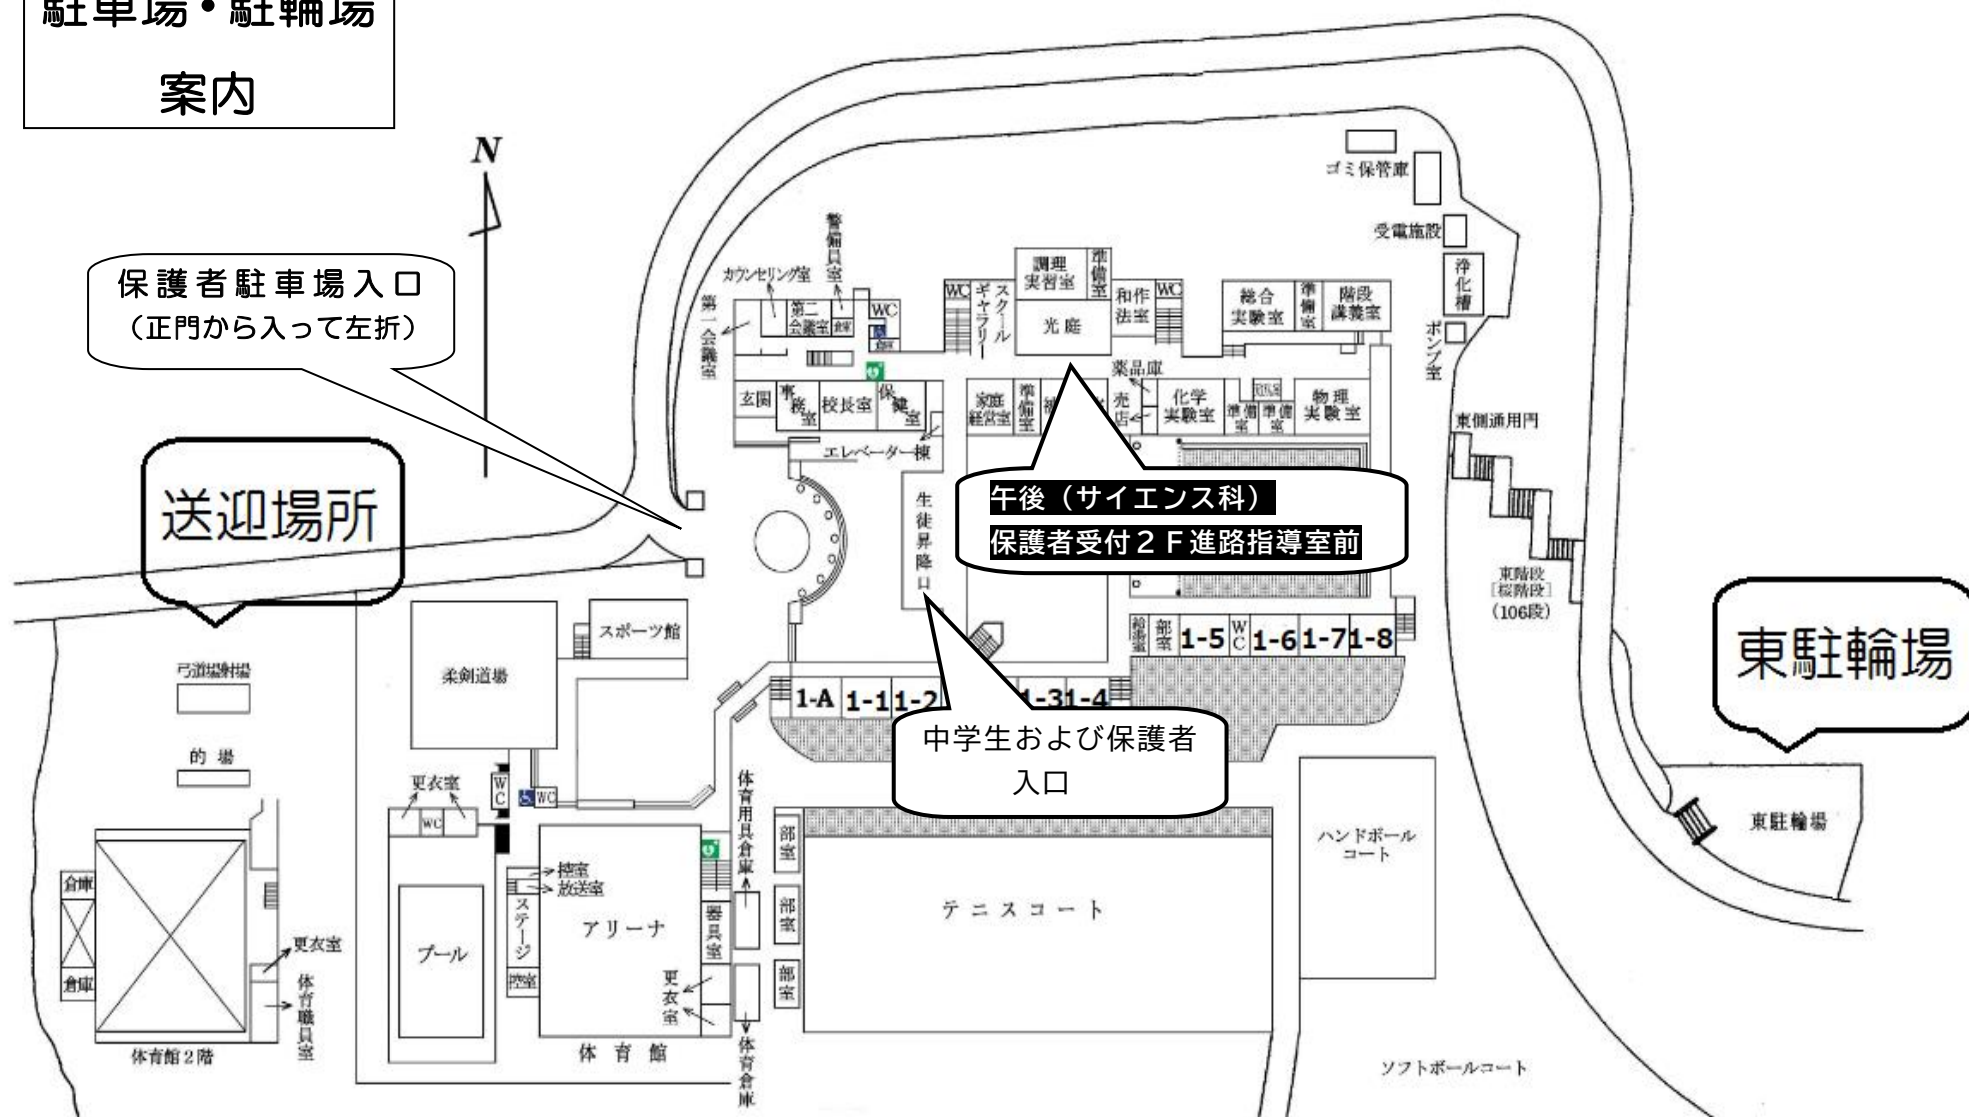 駐車場・駐輪場
案内
N
保護者駐車場入口
（正門から入って左折）
送迎場所
ゴミ保管庫
受電施設
浄化槽
ポンプ室
警備員室
カウンセリング室
第一会議室
第二会議室
倉庫
WC
WC
スクールギャラリー
調理実習室
準備室
光庭
和作法室
WC
総合実験室
準備室
階段講義室
玄関
事務室
校長室
保健室
エレベーター棟
家庭経営室
準備室
薬品庫
売店
化学実験室
準備室
準備室
物理実験室
東側通用門
生徒昇降口
午後（サイエンス科）
保護者受付２Ｆ進路指導室前
東階段
［桜階段］
（106段）
東駐輪場
スポーツ館
柔剣道場
弓道場射場
的場
給湯室
部室
1-5
WC
1-6
1-7
1-8
1-A
1-1
1-2
1-3
1-4
中学生および保護者
入口
更衣室
WC
WC
WC
体育用具倉庫
部室
部室
部室
ハンドボール
コート
東駐輪場
倉庫
倉庫
更衣室
体育職員室
体育館２階
プール
控室
放送室
ステージ
控室
アリーナ
器具室
更衣室
体育館
体育倉庫
テニスコート
ソフトボールコート